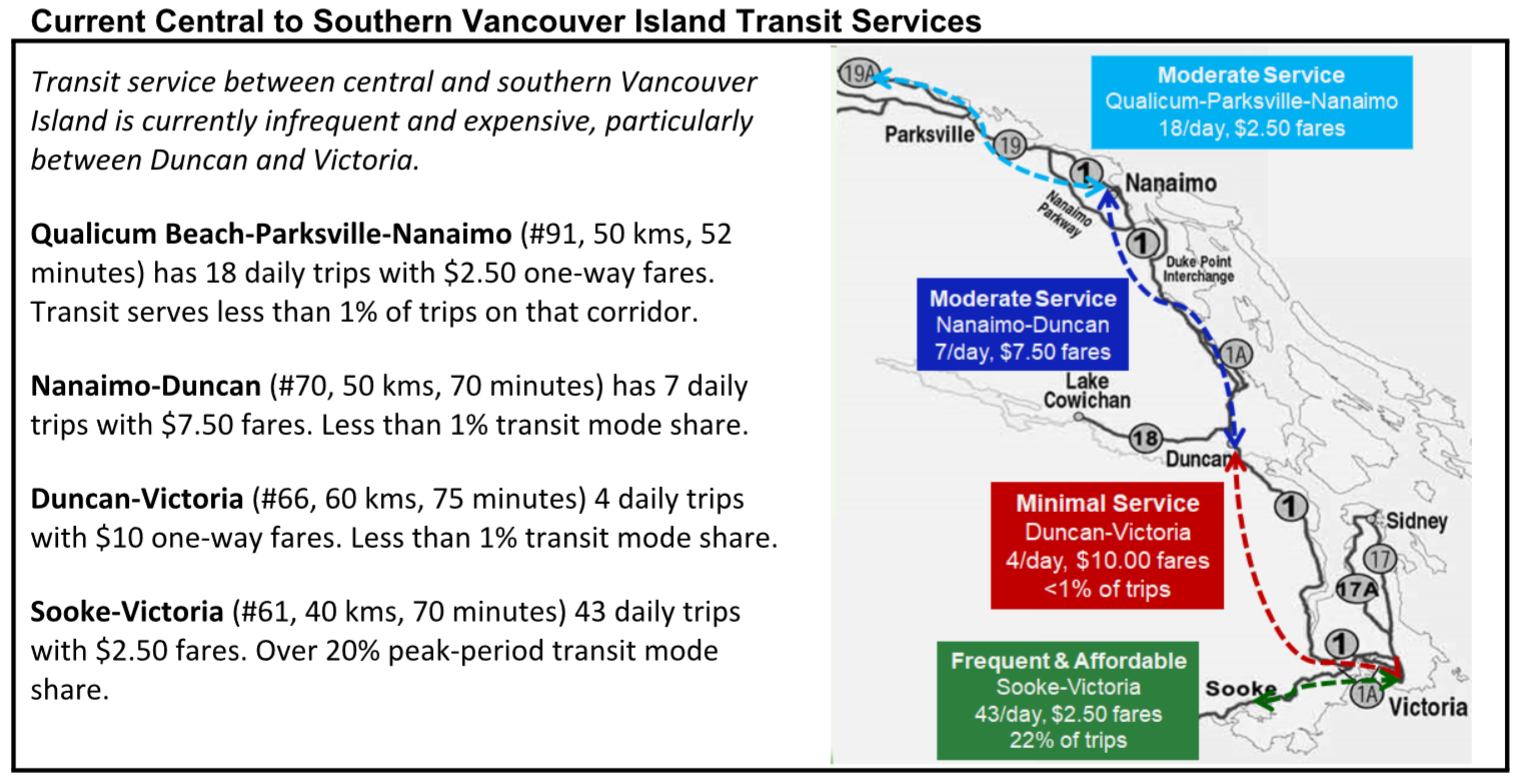 Current Central to Southern Vancouver Island Transit Services
Transit service between central and southern Vancouver
Island is currently infrequent and expensive, particularly
between Duncan and Victoria.
Qualicum Beach-Parksville-Nanaimo (#91, 50 kms, 52
minutes) has 18 daily trips with $2.50 one-way fares.
Transit serves less than 1% of trips on that corridor.
Nanaimo-Duncan (#70, 50 kms, 70 minutes) has 7 daily
trips with $7.50 fares. Less than 1% transit mode share.
Duncan-Victoria (#66, 60 kms, 75 minutes) 4 daily trips
with $10 one-way fares. Less than 1% transit mode share.
Sooke-Victoria (#61, 40 kms, 70 minutes) 43 daily trips
with $2.50 fares. Over 20% peak-period transit mode
share.
19A
Moderate Service
Qualicum-Parksville-Nanaimo
18/day, $2.50 fares
Parksville
19
1
Nanaimo
Nanaimo
Parkway
1
Duke Point
Interchange
Moderate Service
Nanaimo-Duncan
7/day, $7.50 fares
1A
Lake
Cowichan
18
Duncan
Minimal Service
Duncan-Victoria
4/day, $10.00 fares
<1% of trips
1
Sidney
17
17A
1
Frequent & Affordable
Sooke-Victoria
43/day, $2.50 fares
22% of trips
Sooke
1A
Victoria